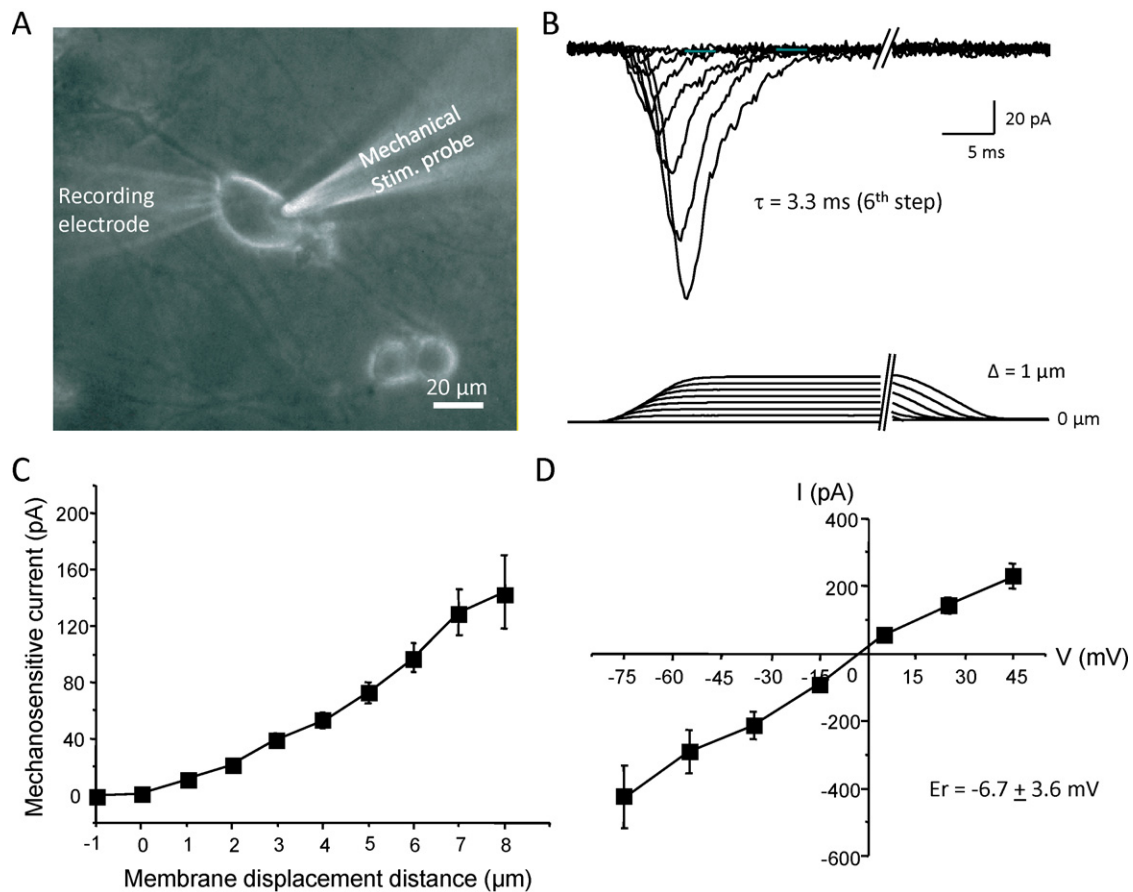 A
Recording
electrode
Mechanical
Stim. probe
20 µm
B
20 pA
5 ms
τ = 3.3 ms (6th step)
Δ = 1 µm
0 µm
C
Mechanosensitive current (pA)
200
160
120
80
40
0
-1 0 1 2 3 4 5 6 7 8
Membrane displacement distance (µm)
D
I (pA)
400
200
V (mV)
-75 -60 -45 -30 -15 0 15 30 45
-200
-400
-600
Er = -6.7 ± 3.6 mV